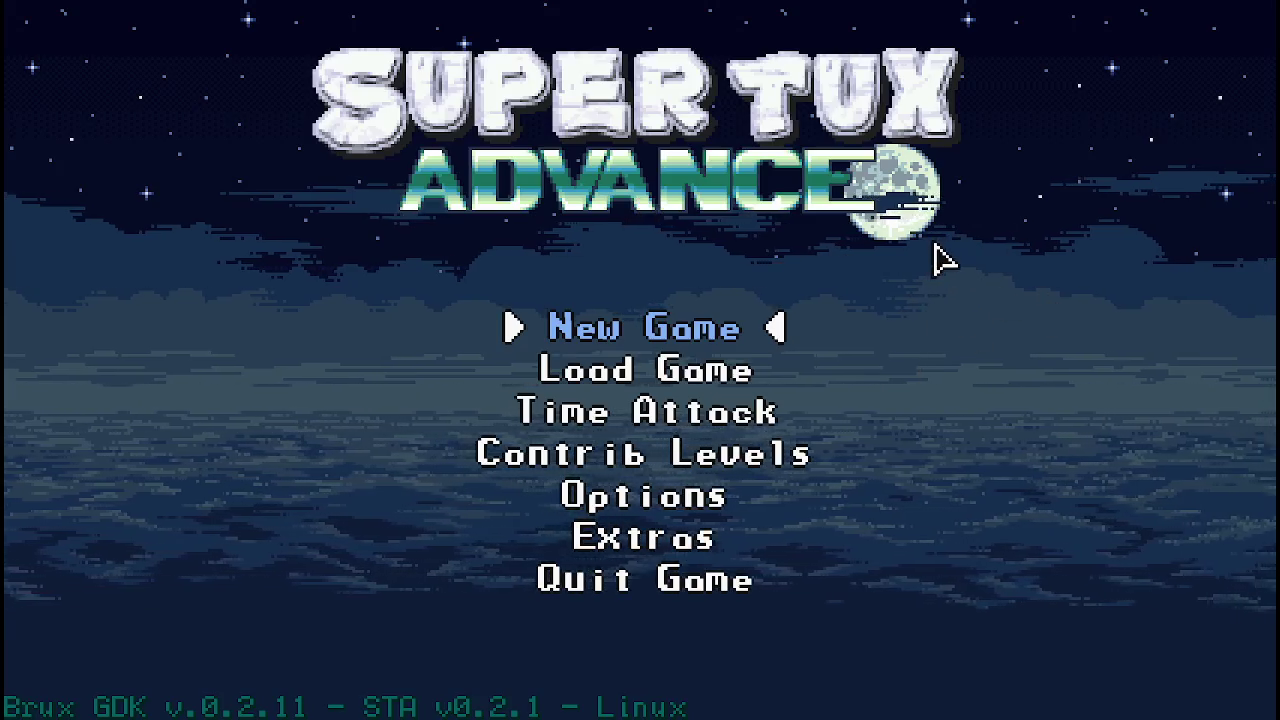 SUPER TUX
ADVANCE
New Game
Load Game
Time Attack
Contrib Levels
Options
Extras
Quit Game
Brux GDK v.0.2.11 - STA v0.2.1 - Linux